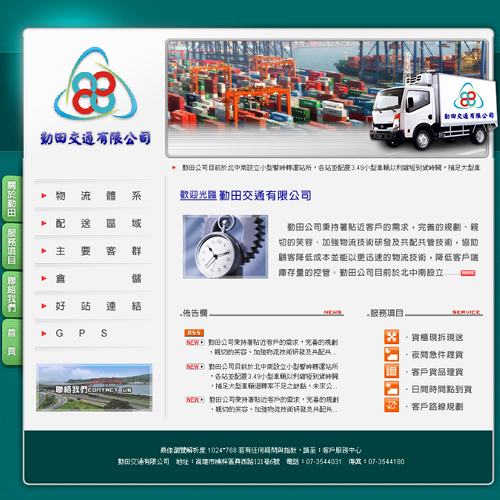 勤田交通有限公司
勤田公司目前於北中南設立小型暫時轉運站所，各站並配置3.49小型車輛以利縮短到貨時間，補足大型車
關於勤田
服務項目
聯絡我們
首頁
物流體系
配送區域
主要客群
倉儲
好站連結
GPS
聯絡我們 CONTACT US
歡迎光臨 勤田交通有限公司
勤田公司秉持著貼近客戶的需求，完善的規劃、親
切的笑容、加強物流技術研發及共配共管技術，協助
顧客降低成本並能以更迅速的物流技術，降低客戶端
庫存量的控管。勤田公司目前於北中南設立......
佈告欄 NEWS
RSS
NEW 勤田公司秉持著貼近客戶的需求，完善的規劃
、親切的笑容、加強物流技術研發及共配共...
NEW 勤田公司目前於北中南設立小型暫時轉運站所
，各站並配置3.49小型車輛以利縮短到貨時間
，補足大型車輛週轉車不足之缺點，未來公...
NEW 勤田公司秉持著貼近客戶的需求，完善的規劃
、親切的笑容、加強物流技術研發及共配共...
服務項目 SERVICE
貨櫃現拆現送
夜間急件理貨
客戶貨品理貨
日間時間點到貨
客戶路線規劃
最佳瀏覽解析度 1024*768 若有任何疑問與指教，請至：客戶服務中心
勤田交通有限公司 地址：高雄市楠梓區興西路121巷6號 電話：07-3544031 傳真：07-3544180